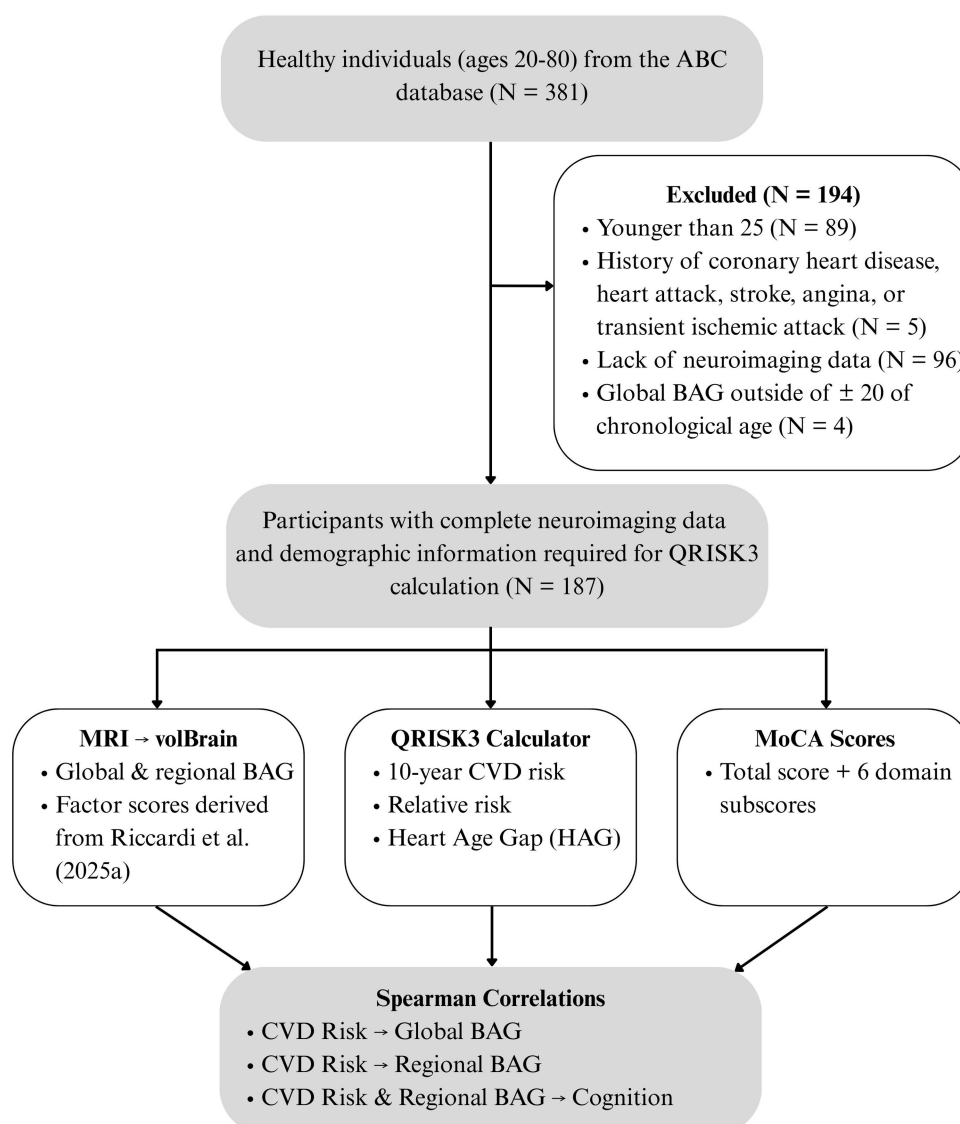 Healthy individuals (ages 20-80) from the ABC
database (N = 381)
Excluded (N = 194)
• Younger than 25 (N = 89)
• History of coronary heart disease,
heart attack, stroke, angina, or
transient ischemic attack (N = 5)
• Lack of neuroimaging data (N = 96)
• Global BAG outside of ± 20 of
chronological age (N = 4)
Participants with complete neuroimaging data
and demographic information required for QRISK3
calculation (N = 187)
MRI → volBrain
• Global & regional BAG
• Factor scores derived
from Riccardi et al.
(2025a)
QRISK3 Calculator
• 10-year CVD risk
• Relative risk
• Heart Age Gap (HAG)
MoCA Scores
• Total score + 6 domain
subscores
Spearman Correlations
• CVD Risk → Global BAG
• CVD Risk → Regional BAG
• CVD Risk & Regional BAG → Cognition